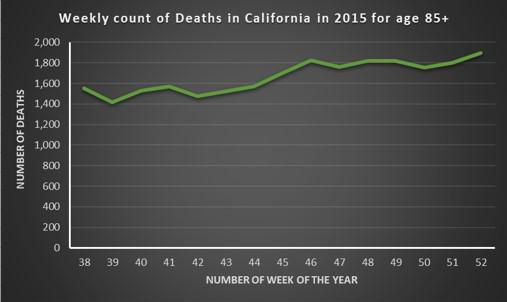 Weekly count of Deaths in California in 2015 for age 85+
NUMBER OF DEATHS
2,000
1,800
1,600
1,400
1,200
1,000
800
600
400
200
0
38 39 40 41 42 43 44 45 46 47 48 49 50 51 52
NUMBER OF WEEK OF THE YEAR